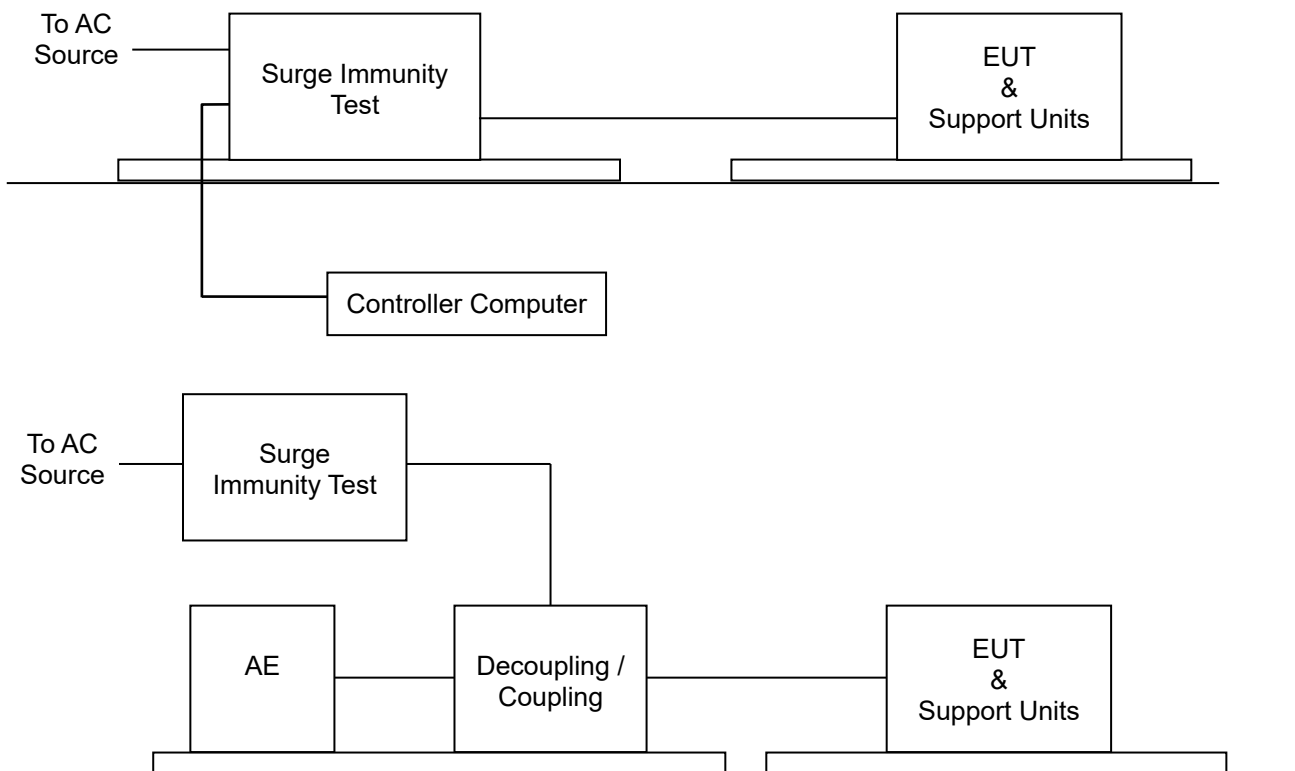 To AC
Source
Surge Immunity
Test
EUT
&
Support Units
Controller Computer
To AC
Source
Surge
Immunity Test
AE
Decoupling /
Coupling
EUT
&
Support Units